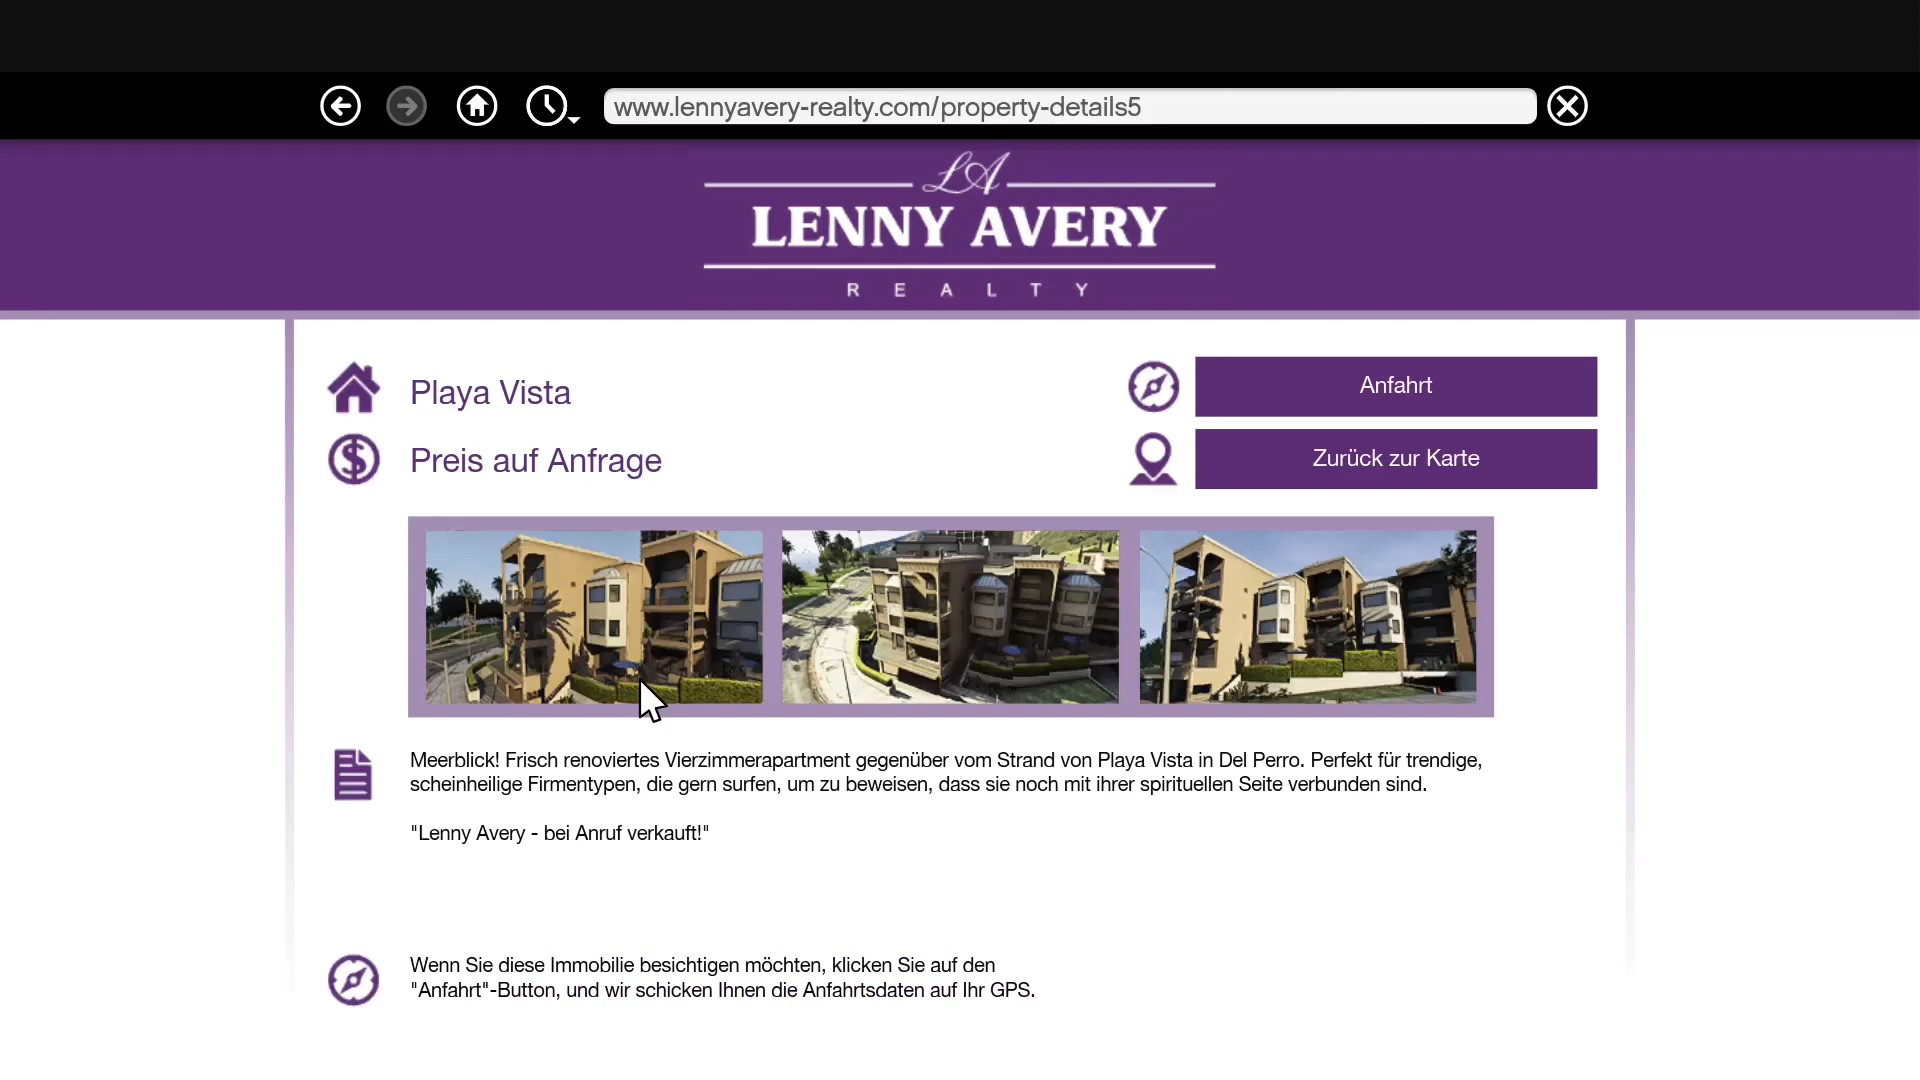 www.lennyavery-realty.com/property-details5
LA
LENNY AVERY
REALTY
Playa Vista
Anfahrt
Preis auf Anfrage
Zurück zur Karte
Meerblick! Frisch renoviertes Vierzimmerapartment gegenüber vom Strand von Playa Vista in Del Perro. Perfekt für trendige,
scheinheilige Firmentypen, die gern surfen, um zu beweisen, dass sie noch mit ihrer spirituellen Seite verbunden sind.
"Lenny Avery - bei Anruf verkauft!"
Wenn Sie diese Immobilie besichtigen möchten, klicken Sie auf den
"Anfahrt"-Button, und wir schicken Ihnen die Anfahrtsdaten auf Ihr GPS.